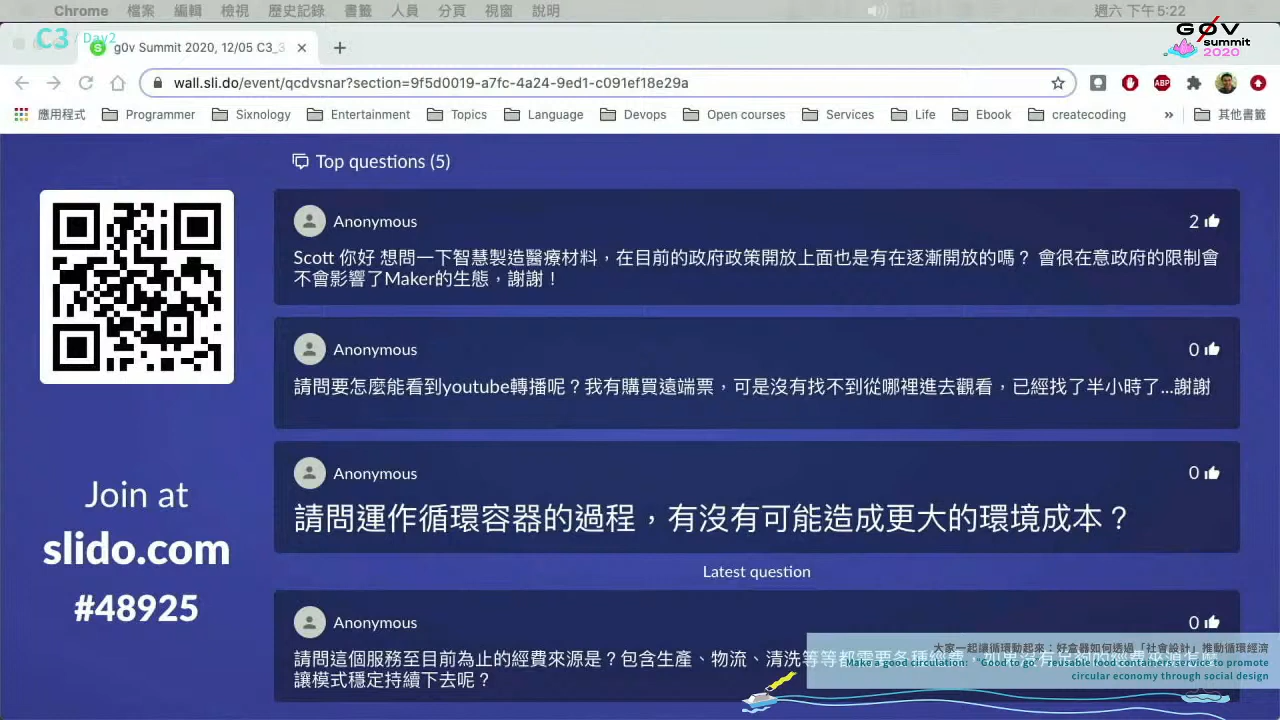 Chrome 檔案 編輯 檢視 歷史記錄 書籤 人員 分頁 視窗 說明 週六 下午5:22
C3 / Day2
g0v Summit 2020, 12/05 C3_3
G0V summit 2020
wall.sli.do/event/qcdvsnar?section=9f5d0019-a7fc-4a24-9ed1-c091ef18e29a
ABP
應用程式 Programmer Sixnology Entertainment Topics Language Devops Open courses Services Life Ebook createcoding » 其他書籤
Top questions (5)
Anonymous 2
Scott 你好 想問一下智慧製造醫療材料，在目前的政府政策開放上面也是有在逐漸開放的嗎？ 會很在意政府的限制會
不會影響了Maker的生態，謝謝！
Anonymous 0
請問要怎麼能看到youtube轉播呢？我有購買遠端票，可是沒有找不到從哪裡進去觀看，已經找了半小時了...謝謝
Anonymous 0
請問運作循環容器的過程，有沒有可能造成更大的環境成本？
Join at
slido.com
#48925
Latest question
Anonymous 0
請問這個服務至目前為止的經費來源是？包含生產、物流、清洗等等都需要各種經費，
讓模式穩定持續下去呢？
大家一起讓循環動起來：好盒器如何透過「社會設計」推動循環經濟
Make a good circulation: "Good to go" reusable food containers service to promote
circular economy through social design